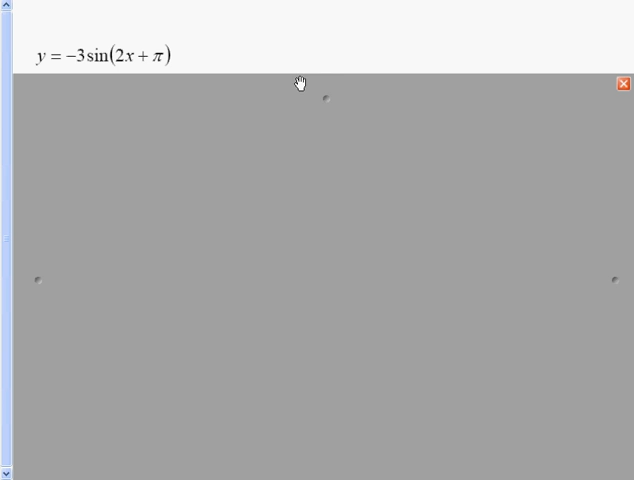 y = −3sin(2x + π)